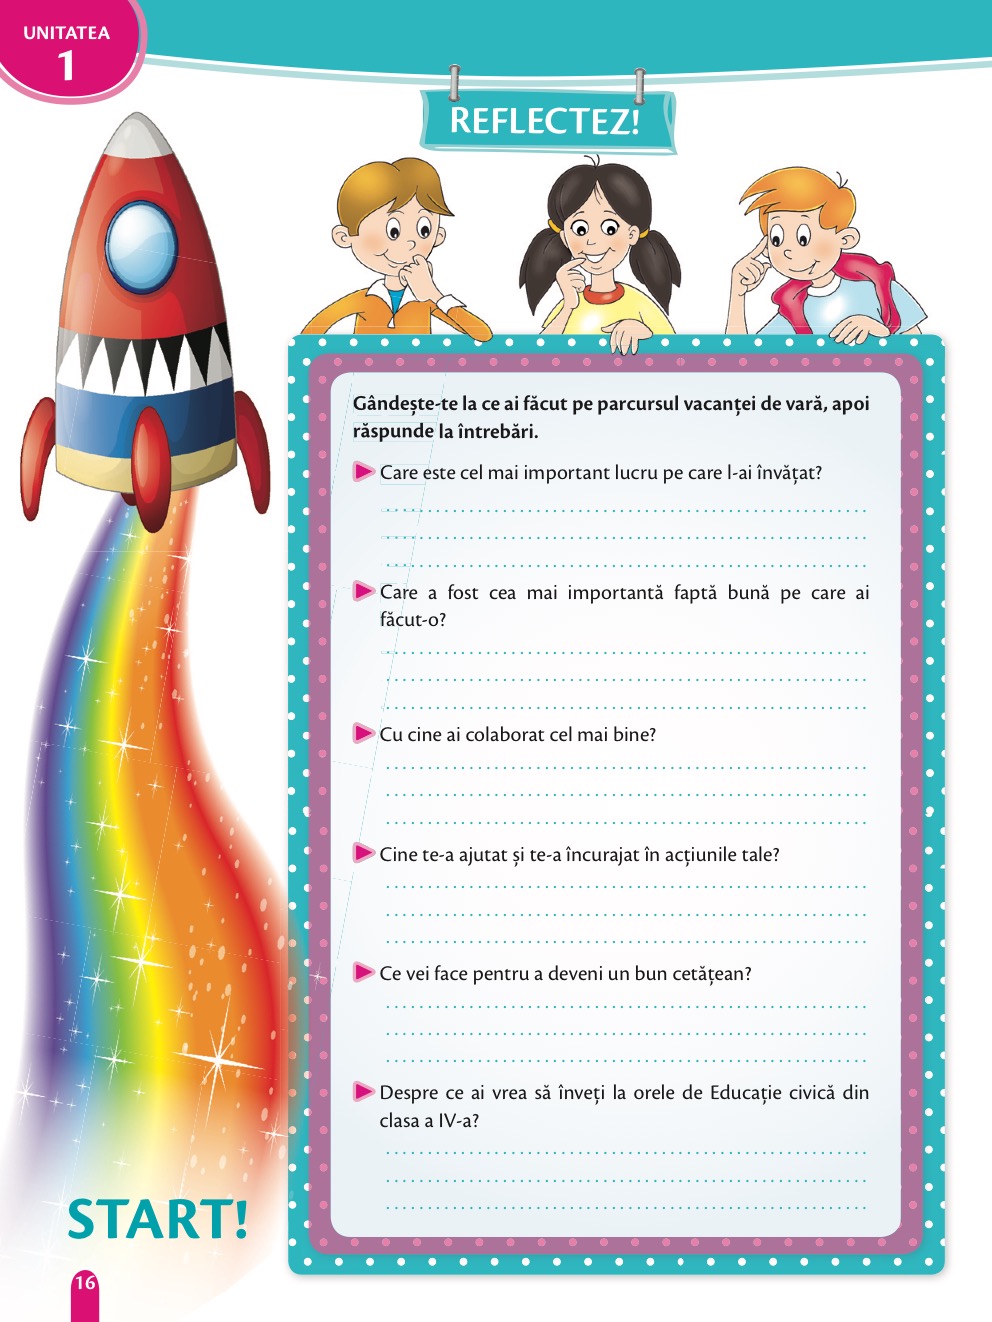 UNITATEA
1
REFLECTEZ!
Gândește-te la ce ai făcut pe parcursul vacanței de vară, apoi
răspunde la întrebări.
Care este cel mai important lucru pe care l-ai învățat?
Care a fost cea mai importantă faptă bună pe care ai
făcut-o?
Cu cine ai colaborat cel mai bine?
Cine te-a ajutat și te-a încurajat în acțiunile tale?
Ce vei face pentru a deveni un bun cetățean?
Despre ce ai vrea să înveți la orele de Educație civică din
clasa a IV-a?
START!
16